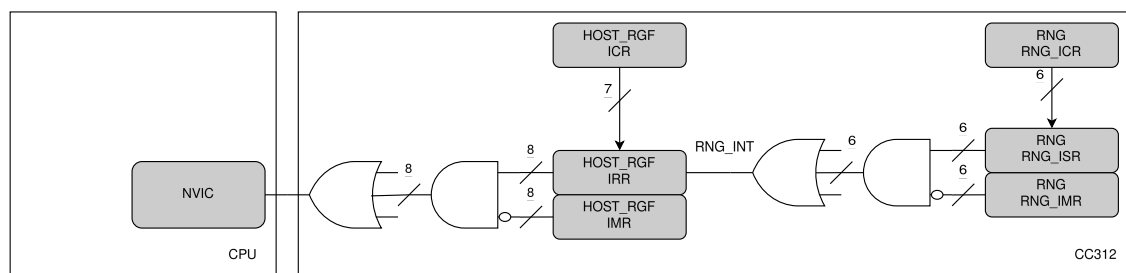 HOST_RGF
ICR
RNG
RNG_ICR
7
6
8
HOST_RGF
IRR
RNG_INT
6
6
RNG
RNG_ISR
NVIC
8
8
HOST_RGF
IMR
6
RNG
RNG_IMR
CPU
CC312